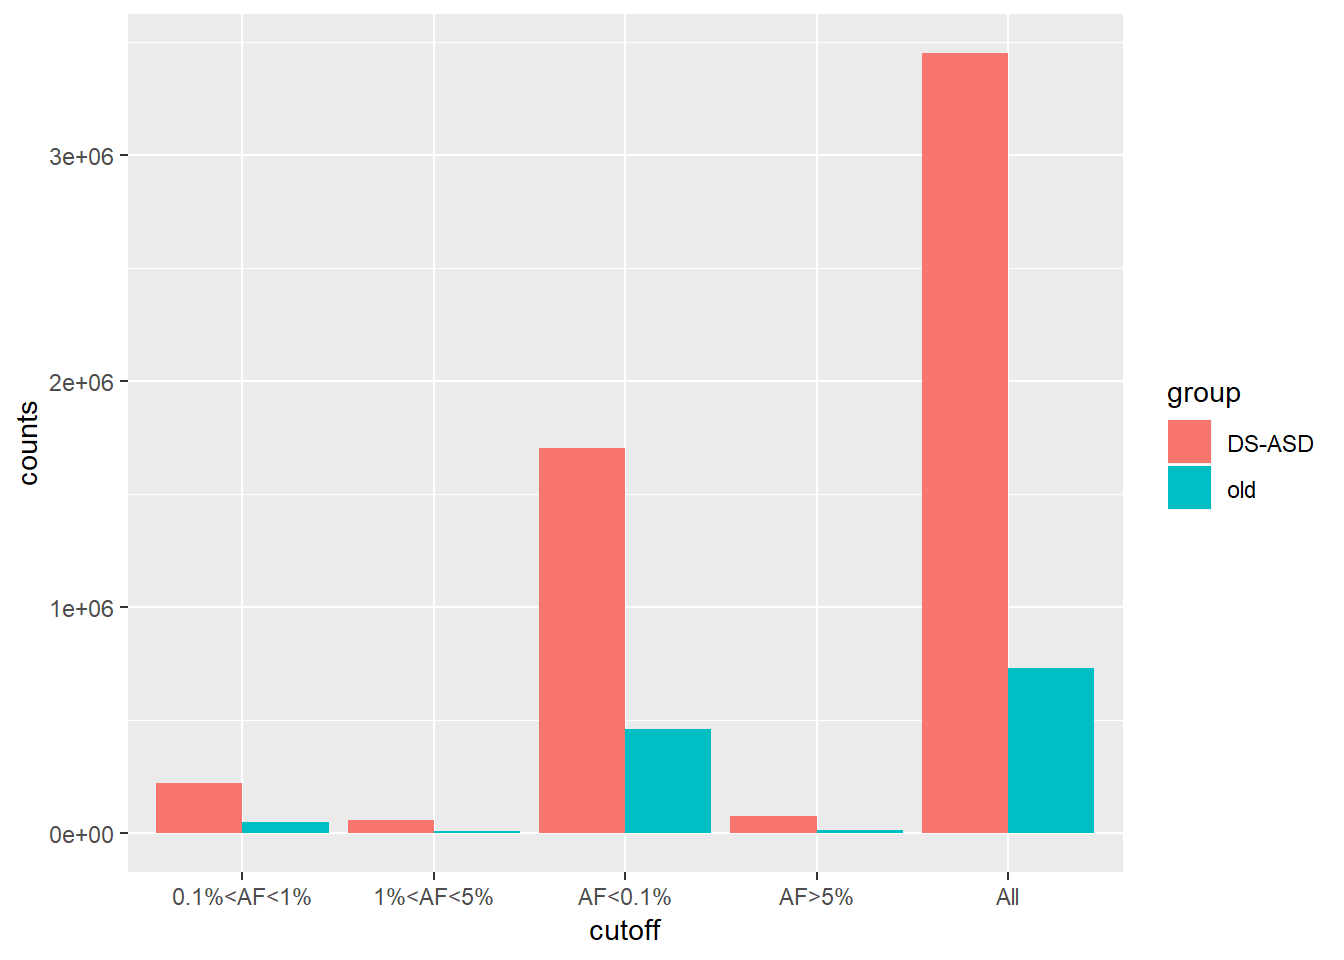 counts
3e+06
2e+06
1e+06
0e+00
0.1%<AF<1%
1%<AF<5%
AF<0.1%
AF>5%
All
cutoff
group
DS-ASD
old